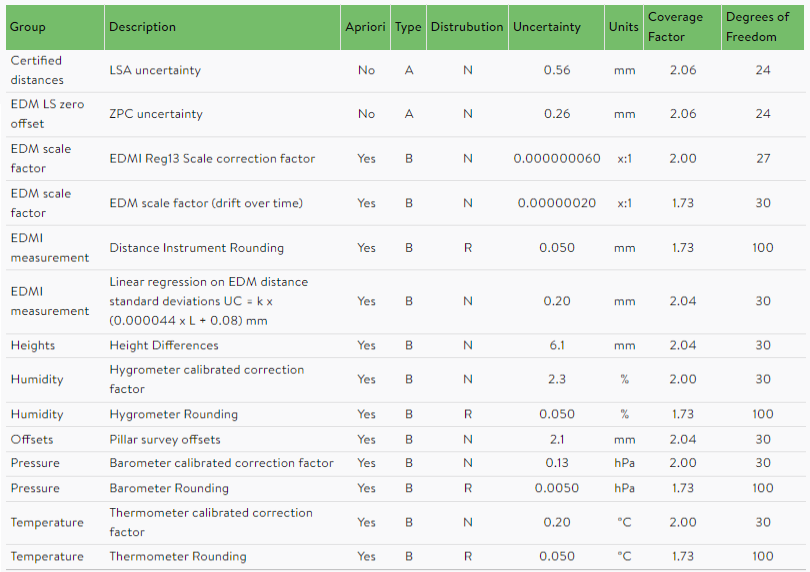 Group Description Apriori Type Distrubution Uncertainty Units Coverage Factor Degrees of Freedom
Certified distances LSA uncertainty No A N 0.56 mm 2.06 24
EDM LS zero offset ZPC uncertainty No A N 0.26 mm 2.06 24
EDM scale factor EDMI Reg13 Scale correction factor Yes B N 0.000000060 x:1 2.00 27
EDM scale factor EDM scale factor (drift over time) Yes B N 0.00000020 x:1 1.73 30
EDMI measurement Distance Instrument Rounding Yes B R 0.050 mm 1.73 100
EDMI measurement Linear regression on EDM distance standard deviations UC = k x (0.000044 x L + 0.08) mm Yes B N 0.20 mm 2.04 30
Heights Height Differences Yes B N 6.1 mm 2.04 30
Humidity Hygrometer calibrated correction factor Yes B N 2.3 % 2.00 30
Humidity Hygrometer Rounding Yes B R 0.050 % 1.73 100
Offsets Pillar survey offsets Yes B N 2.1 mm 2.04 30
Pressure Barometer calibrated correction factor Yes B N 0.13 hPa 2.00 30
Pressure Barometer Rounding Yes B R 0.0050 hPa 1.73 100
Temperature Thermometer calibrated correction factor Yes B N 0.20 °C 2.00 30
Temperature Thermometer Rounding Yes B R 0.050 °C 1.73 100